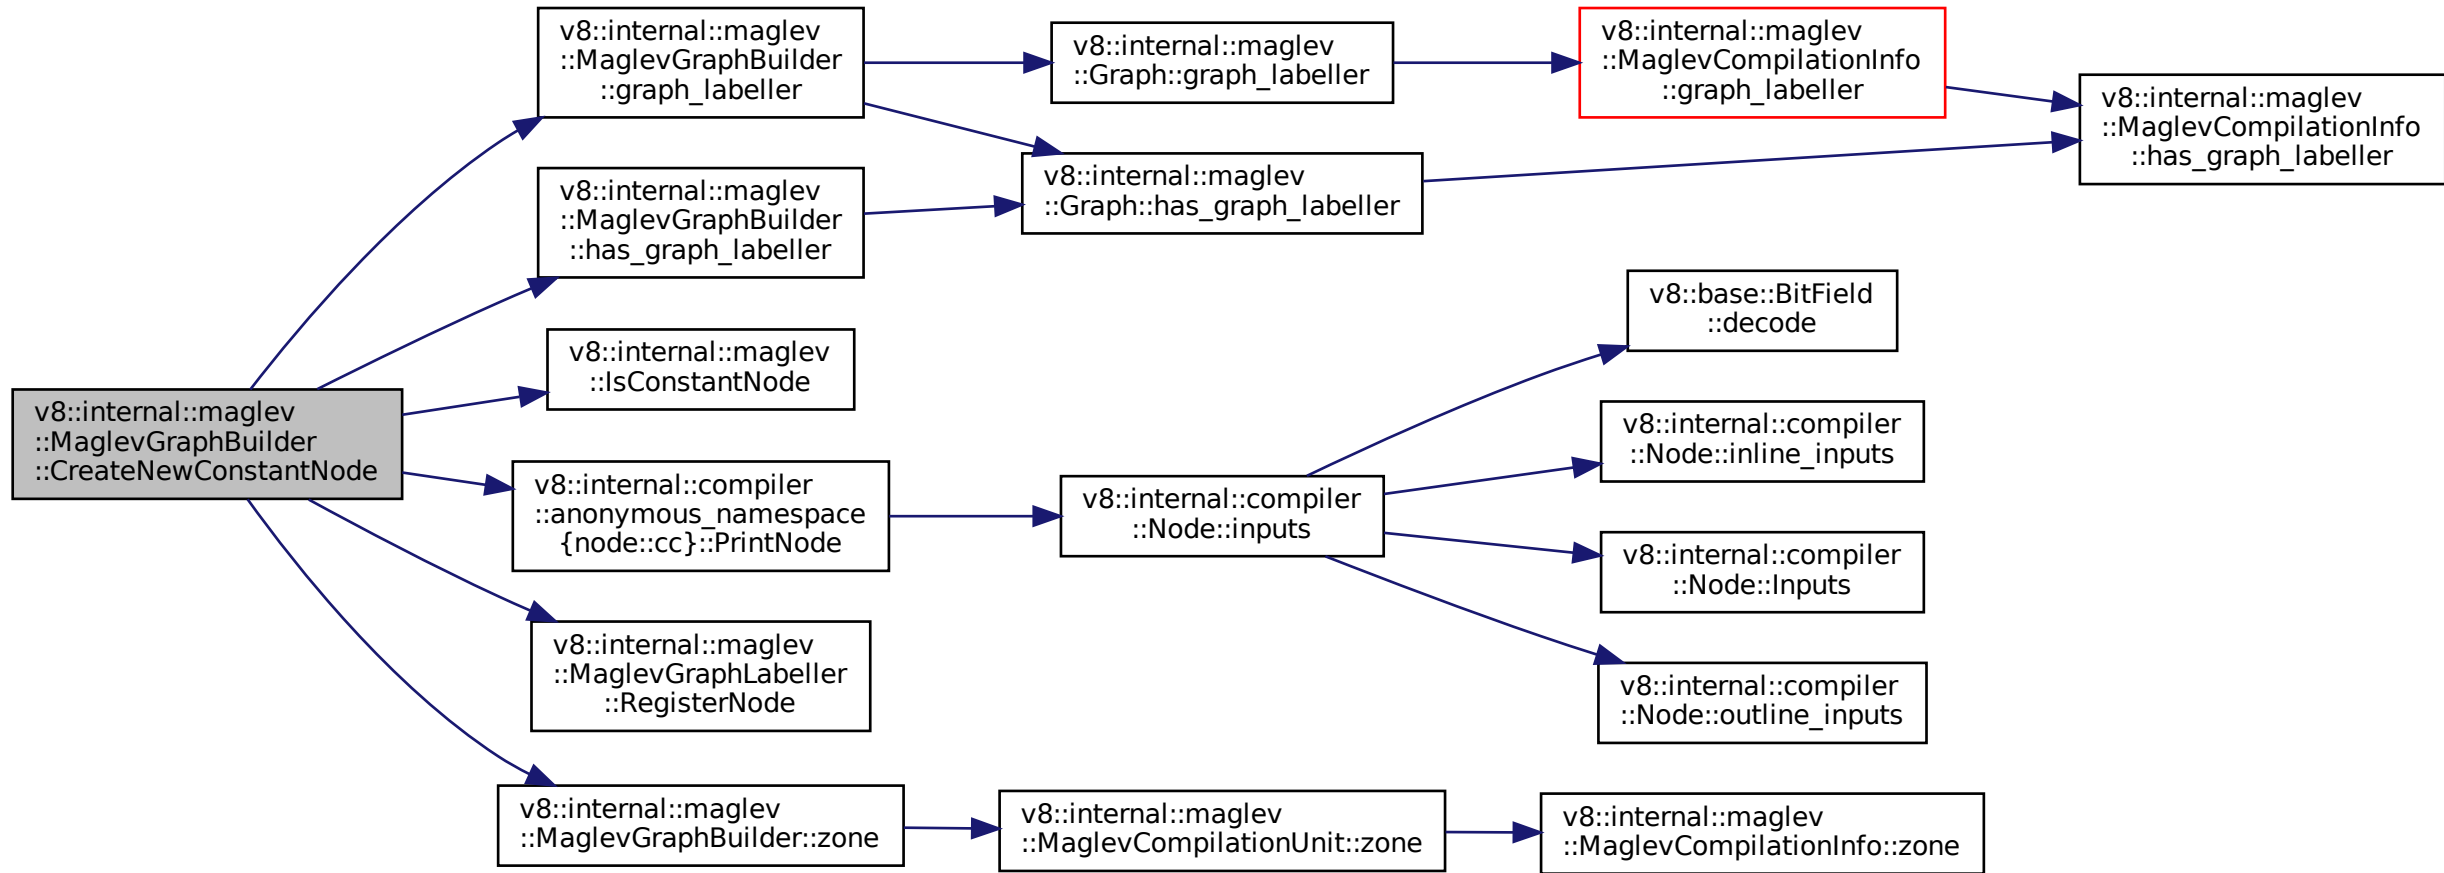 v8::internal::maglev
::MaglevGraphBuilder
::CreateNewConstantNode
v8::internal::maglev
::MaglevGraphBuilder
::graph_labeller
v8::internal::maglev
::Graph::graph_labeller
v8::internal::maglev
::MaglevCompilationInfo
::graph_labeller
v8::internal::maglev
::MaglevCompilationInfo
::has_graph_labeller
v8::internal::maglev
::Graph::has_graph_labeller
v8::internal::maglev
::MaglevGraphBuilder
::has_graph_labeller
v8::internal::maglev
::IsConstantNode
v8::internal::compiler
::anonymous_namespace
{node::cc}::PrintNode
v8::internal::compiler
::Node::inputs
v8::base::BitField
::decode
v8::internal::compiler
::Node::inline_inputs
v8::internal::compiler
::Node::Inputs
v8::internal::compiler
::Node::outline_inputs
v8::internal::maglev
::MaglevGraphLabeller
::RegisterNode
v8::internal::maglev
::MaglevGraphBuilder::zone
v8::internal::maglev
::MaglevCompilationUnit::zone
v8::internal::maglev
::MaglevCompilationInfo::zone